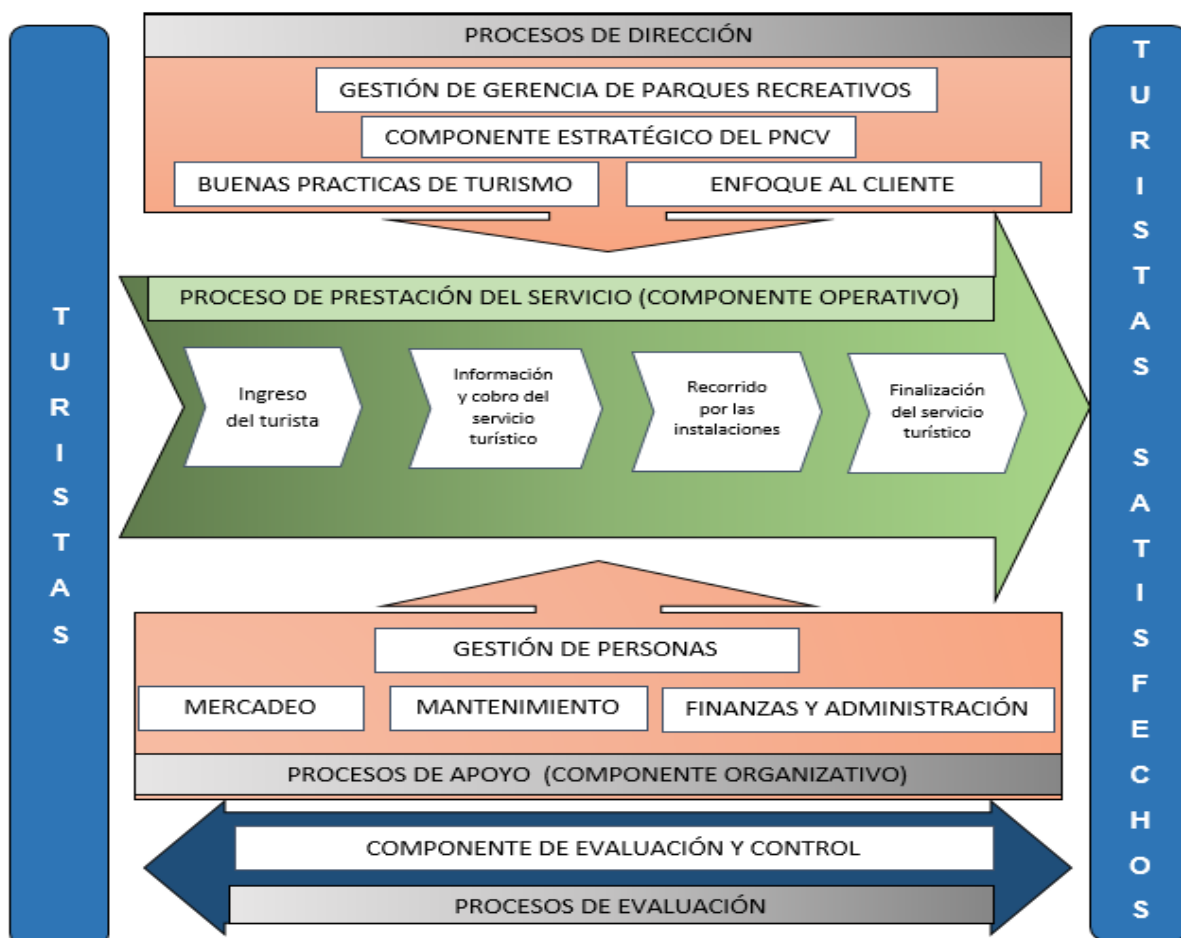 TURISTAS
PROCESOS DE DIRECCIÓN
GESTIÓN DE GERENCIA DE PARQUES RECREATIVOS
COMPONENTE ESTRATÉGICO DEL PNCV
BUENAS PRACTICAS DE TURISMO
ENFOQUE AL CLIENTE
PROCESO DE PRESTACIÓN DEL SERVICIO (COMPONENTE OPERATIVO)
Ingreso
del turista
Información
y cobro del
servicio
turístico
Recorrido
por las
instalaciones
Finalización
del servicio
turístico
GESTIÓN DE PERSONAS
MERCADEO
MANTENIMIENTO
FINANZAS Y ADMINISTRACIÓN
PROCESOS DE APOYO (COMPONENTE ORGANIZATIVO)
COMPONENTE DE EVALUACIÓN Y CONTROL
PROCESOS DE EVALUACIÓN
TURISTAS SATISFECHOS